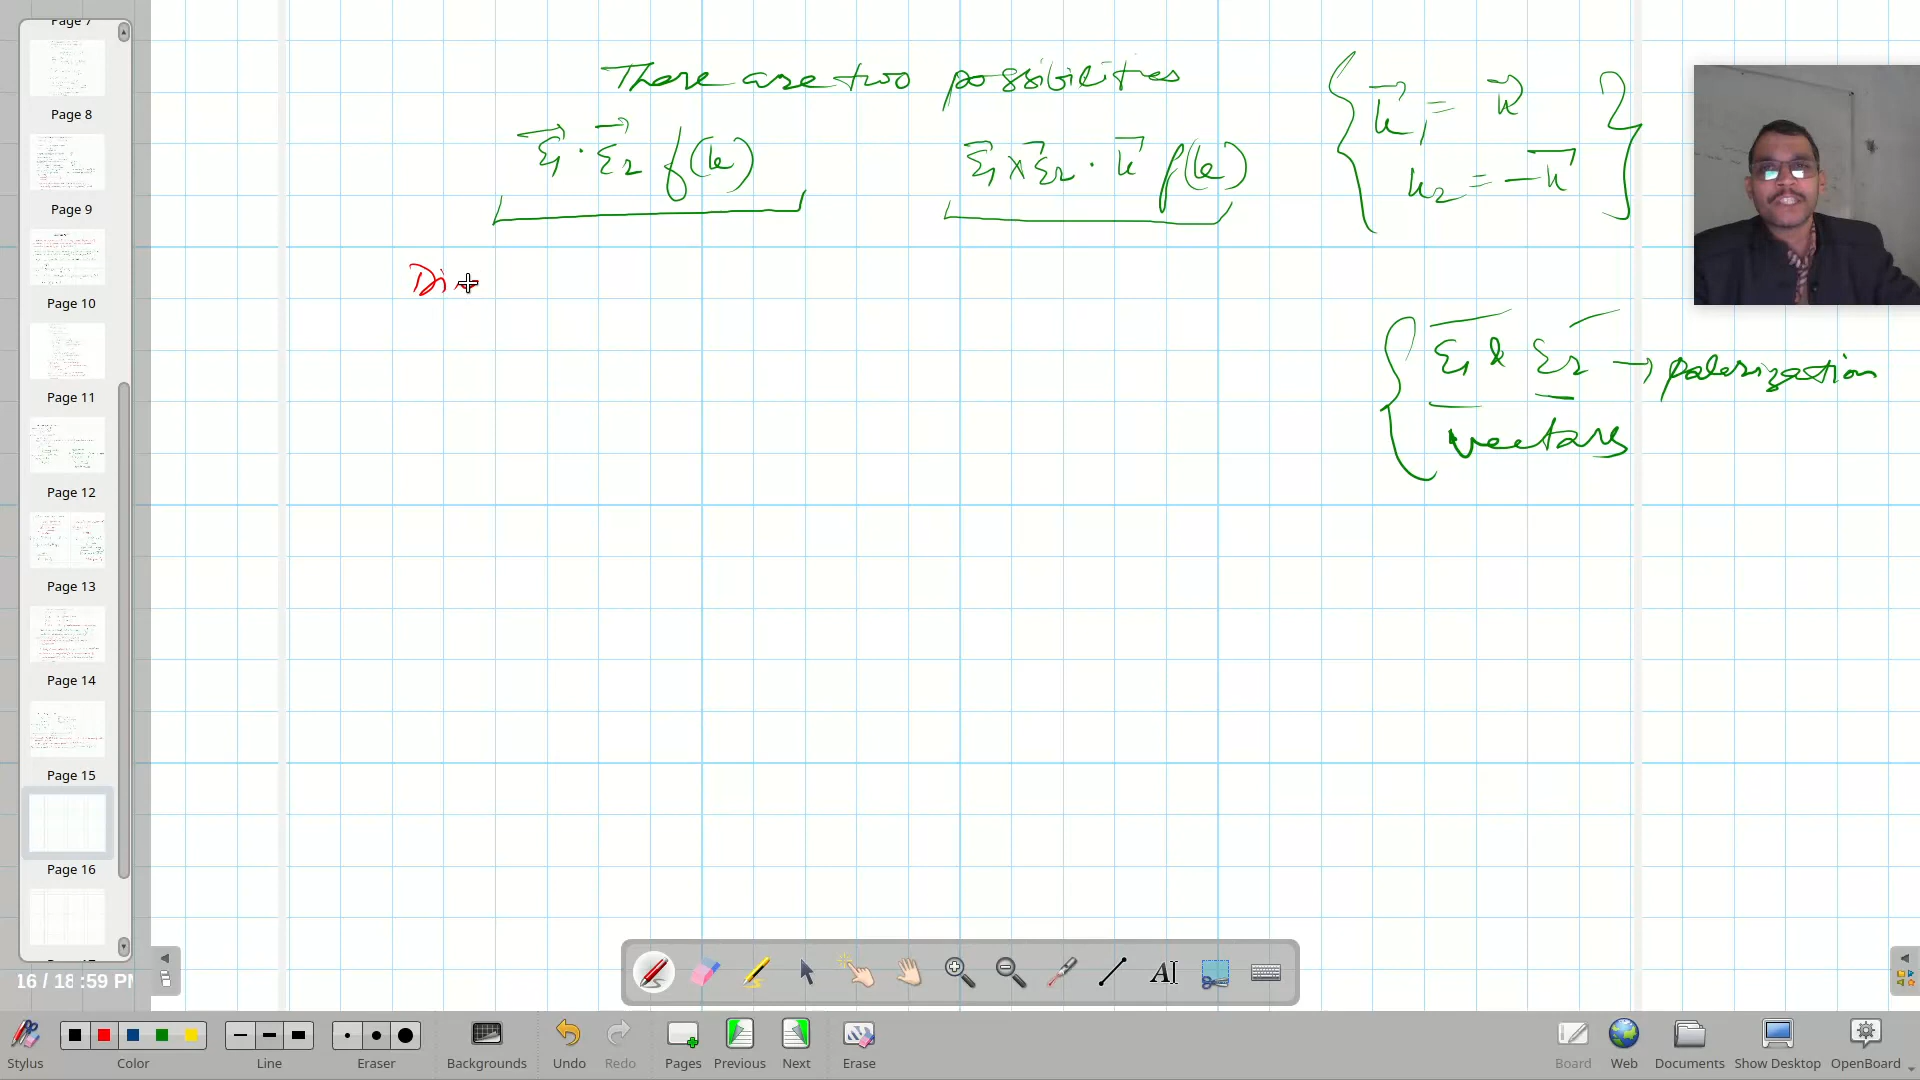 There are two possibilities
ε⃗₁ · ε⃗₂ f(k)
ε⃗₁ × ε⃗₂ · k⃗ f(k)
{ k⃗₁ = k⃗
k₂ = −k⃗ }
ε₁ & ε₂ → polarization
vectors
Di
Page 7
Page 8
Page 9
Page 10
Page 11
Page 12
Page 13
Page 14
Page 15
Page 16
16 / 18:59 PM
Stylus
Color
Line
Eraser
Backgrounds
Undo
Redo
Pages
Previous
Next
Erase
Board
Web
Documents
Show Desktop
OpenBoard